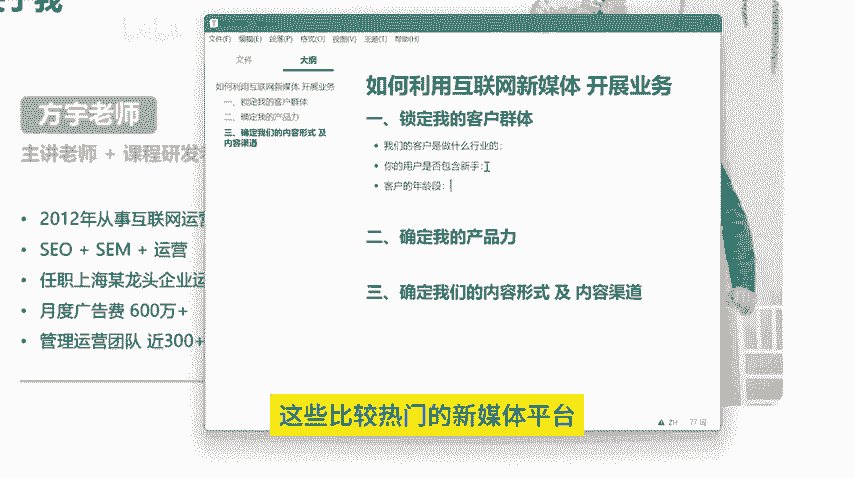 于我
方宇老师
主讲老师 + 课程研发
• 2012年从事互联网运营
• SEO + SEM + 运营
• 任职上海某龙头企业运
• 月度广告费 600万+
• 管理运营团队 近300+
T
文件(F) 编辑(E) 段落(P) 格式(O) 视图(V) 主题(T) 帮助(H)
文件 大纲
如何利用互联网新媒体 开展业务
一、锁定我的客户群体
二、确定我的产品力
三、确定我们的内容形式 及
内容渠道
如何利用互联网新媒体 开展业务
一、锁定我的客户群体
• 我们的客户是做什么行业的:
• 你的用户是否包含新手:
• 客户的年龄段:
二、确定我的产品力
三、确定我们的内容形式 及 内容渠道
这些比较热门的新媒体平台
ZH 77 词